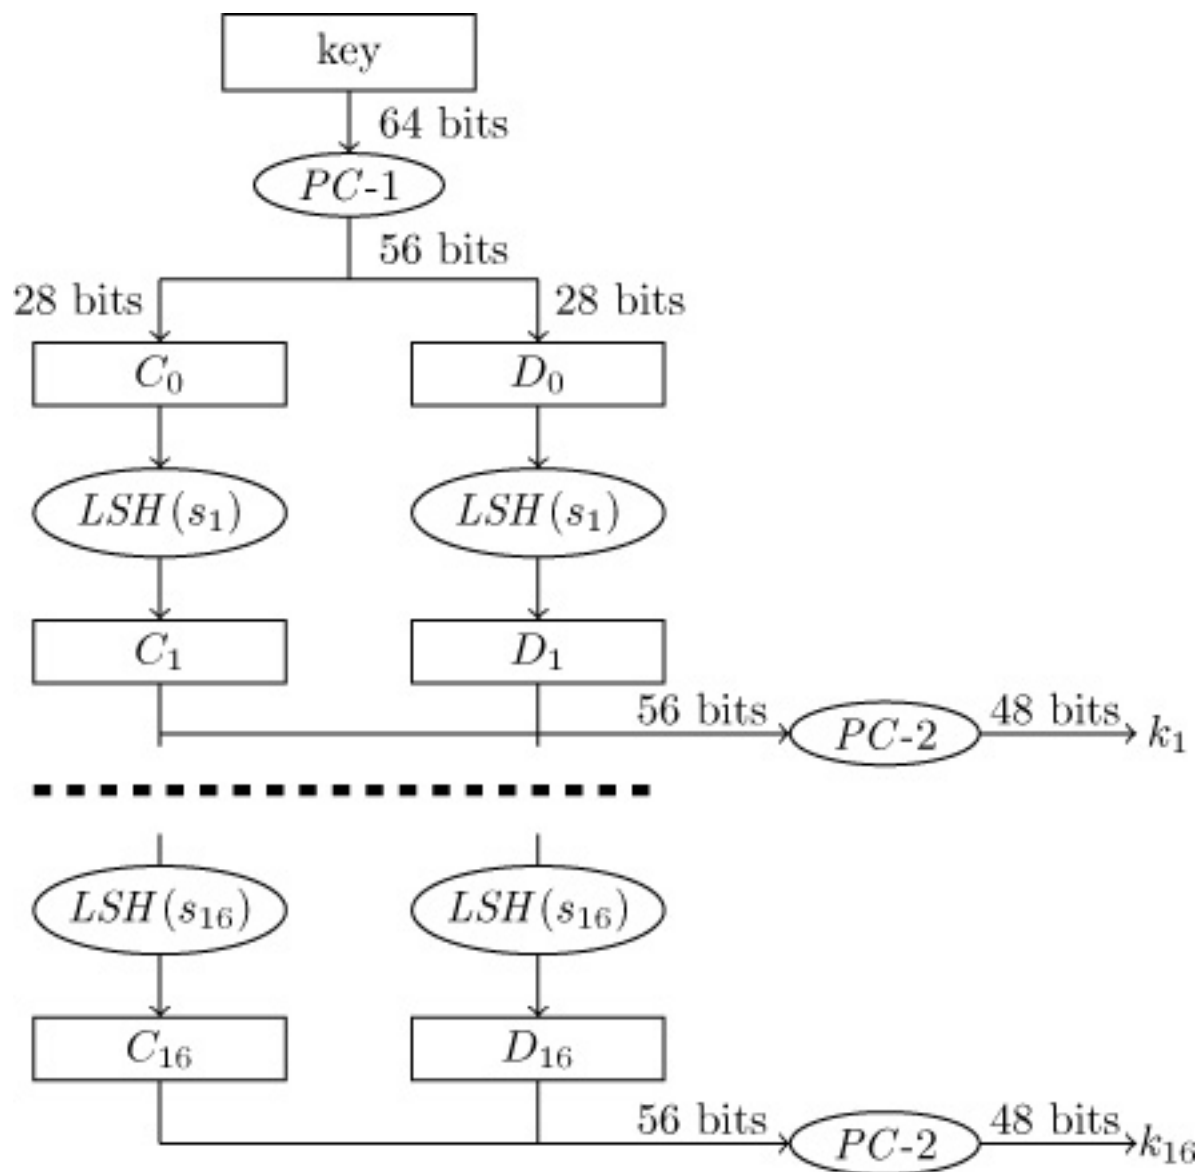 key
64 bits
PC-1
56 bits
28 bits 28 bits
C₀ D₀
LSH(s₁) LSH(s₁)
C₁ D₁
56 bits PC-2 48 bits k₁
LSH(s₁₆) LSH(s₁₆)
C₁₆ D₁₆
56 bits PC-2 48 bits k₁₆